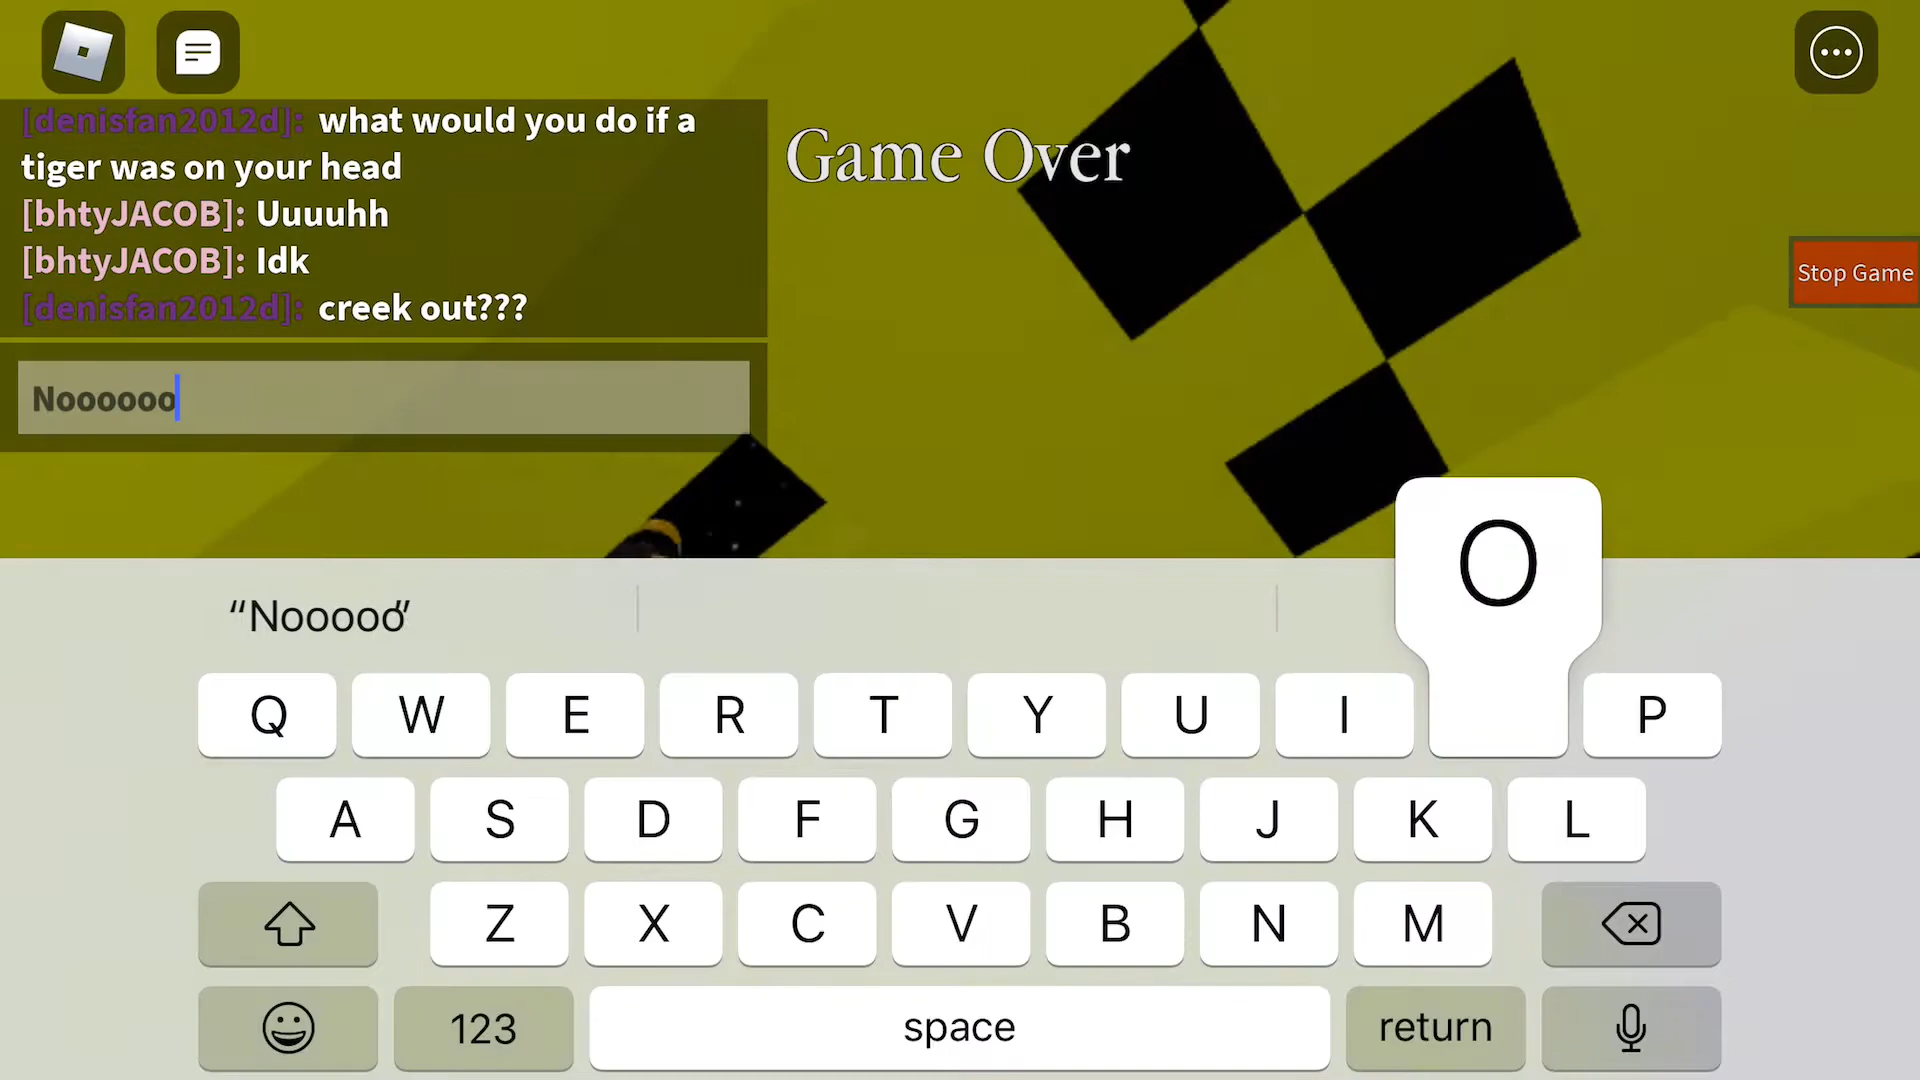 [denisfan2012d]: what would you do if a
tiger was on your head
[bhtyJACOB]: Uuuuhh
[bhtyJACOB]: Idk
[denisfan2012d]: creek out???
Noooooo
Game Over
Stop Game
“Nooooo”
O
Q W E R T Y U I P
A S D F G H J K L
Z X C V B N M
123 space return